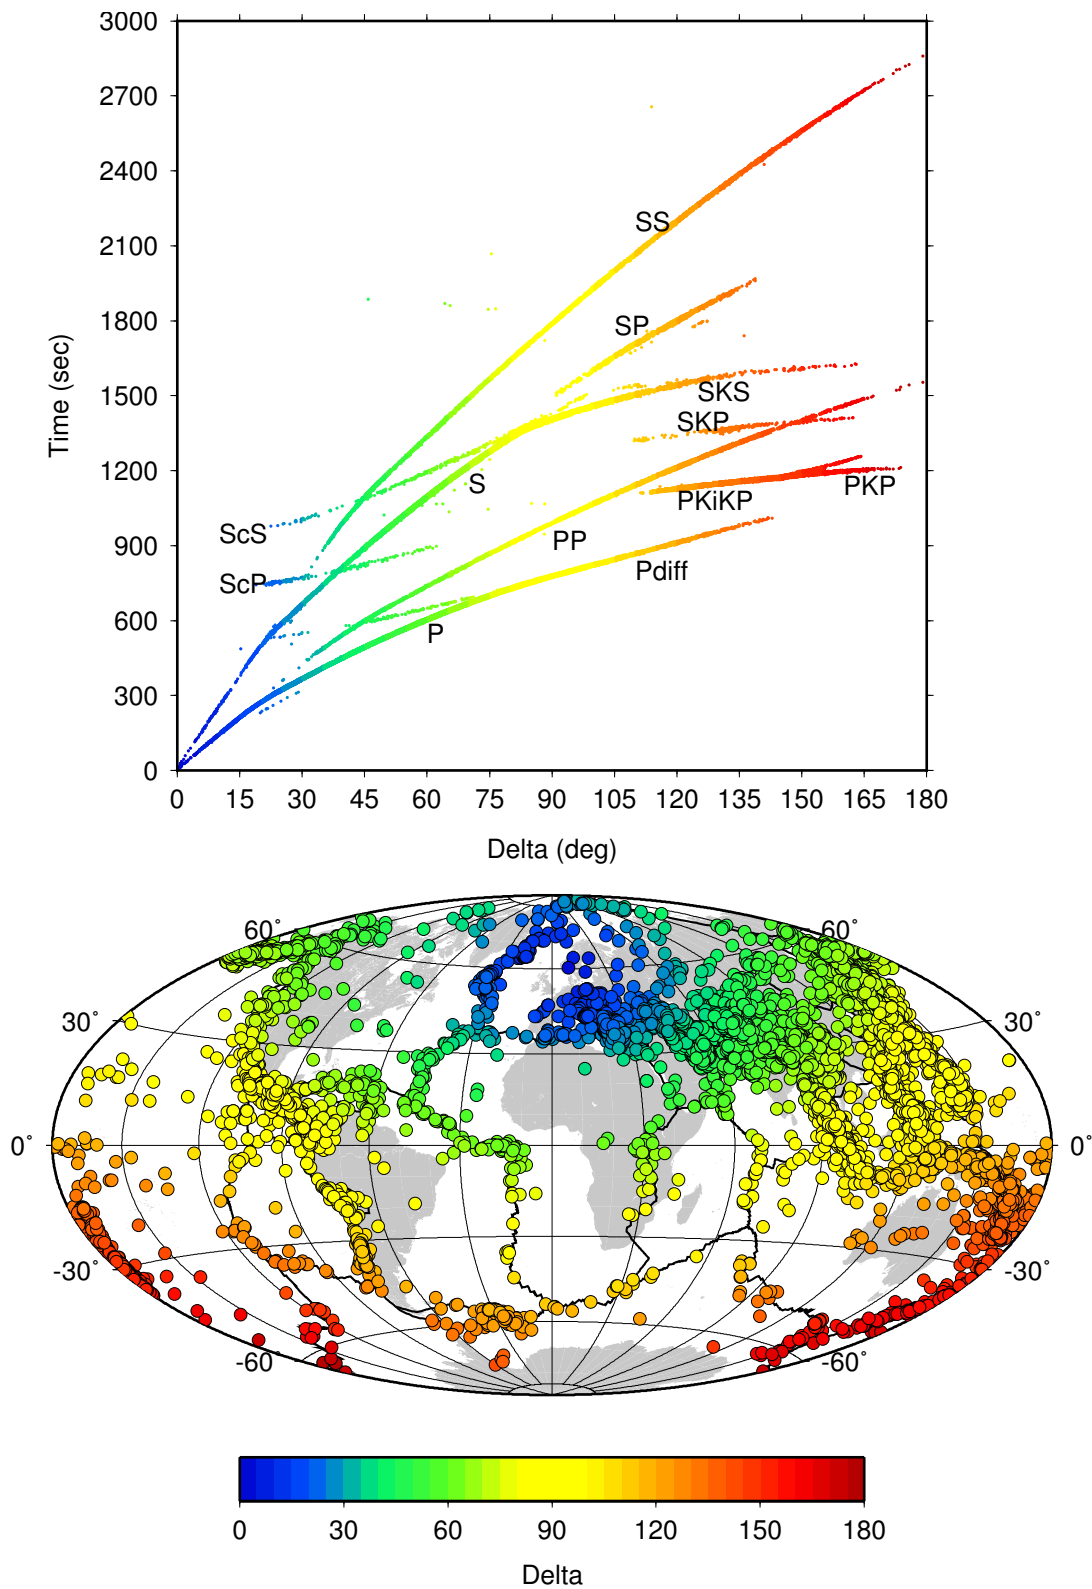 3000
2700
2400
2100
1800
1500
1200
900
600
300
0
Time (sec)
SS
SP
SKS
SKP
S
PKiKP
PKP
ScS
PP
ScP
Pdiff
P
0 15 30 45 60 75 90 105 120 135 150 165 180
Delta (deg)
60˚ 60˚
30˚ 30˚
0˚ 0˚
-30˚ -30˚
-60˚ -60˚
0 30 60 90 120 150 180
Delta